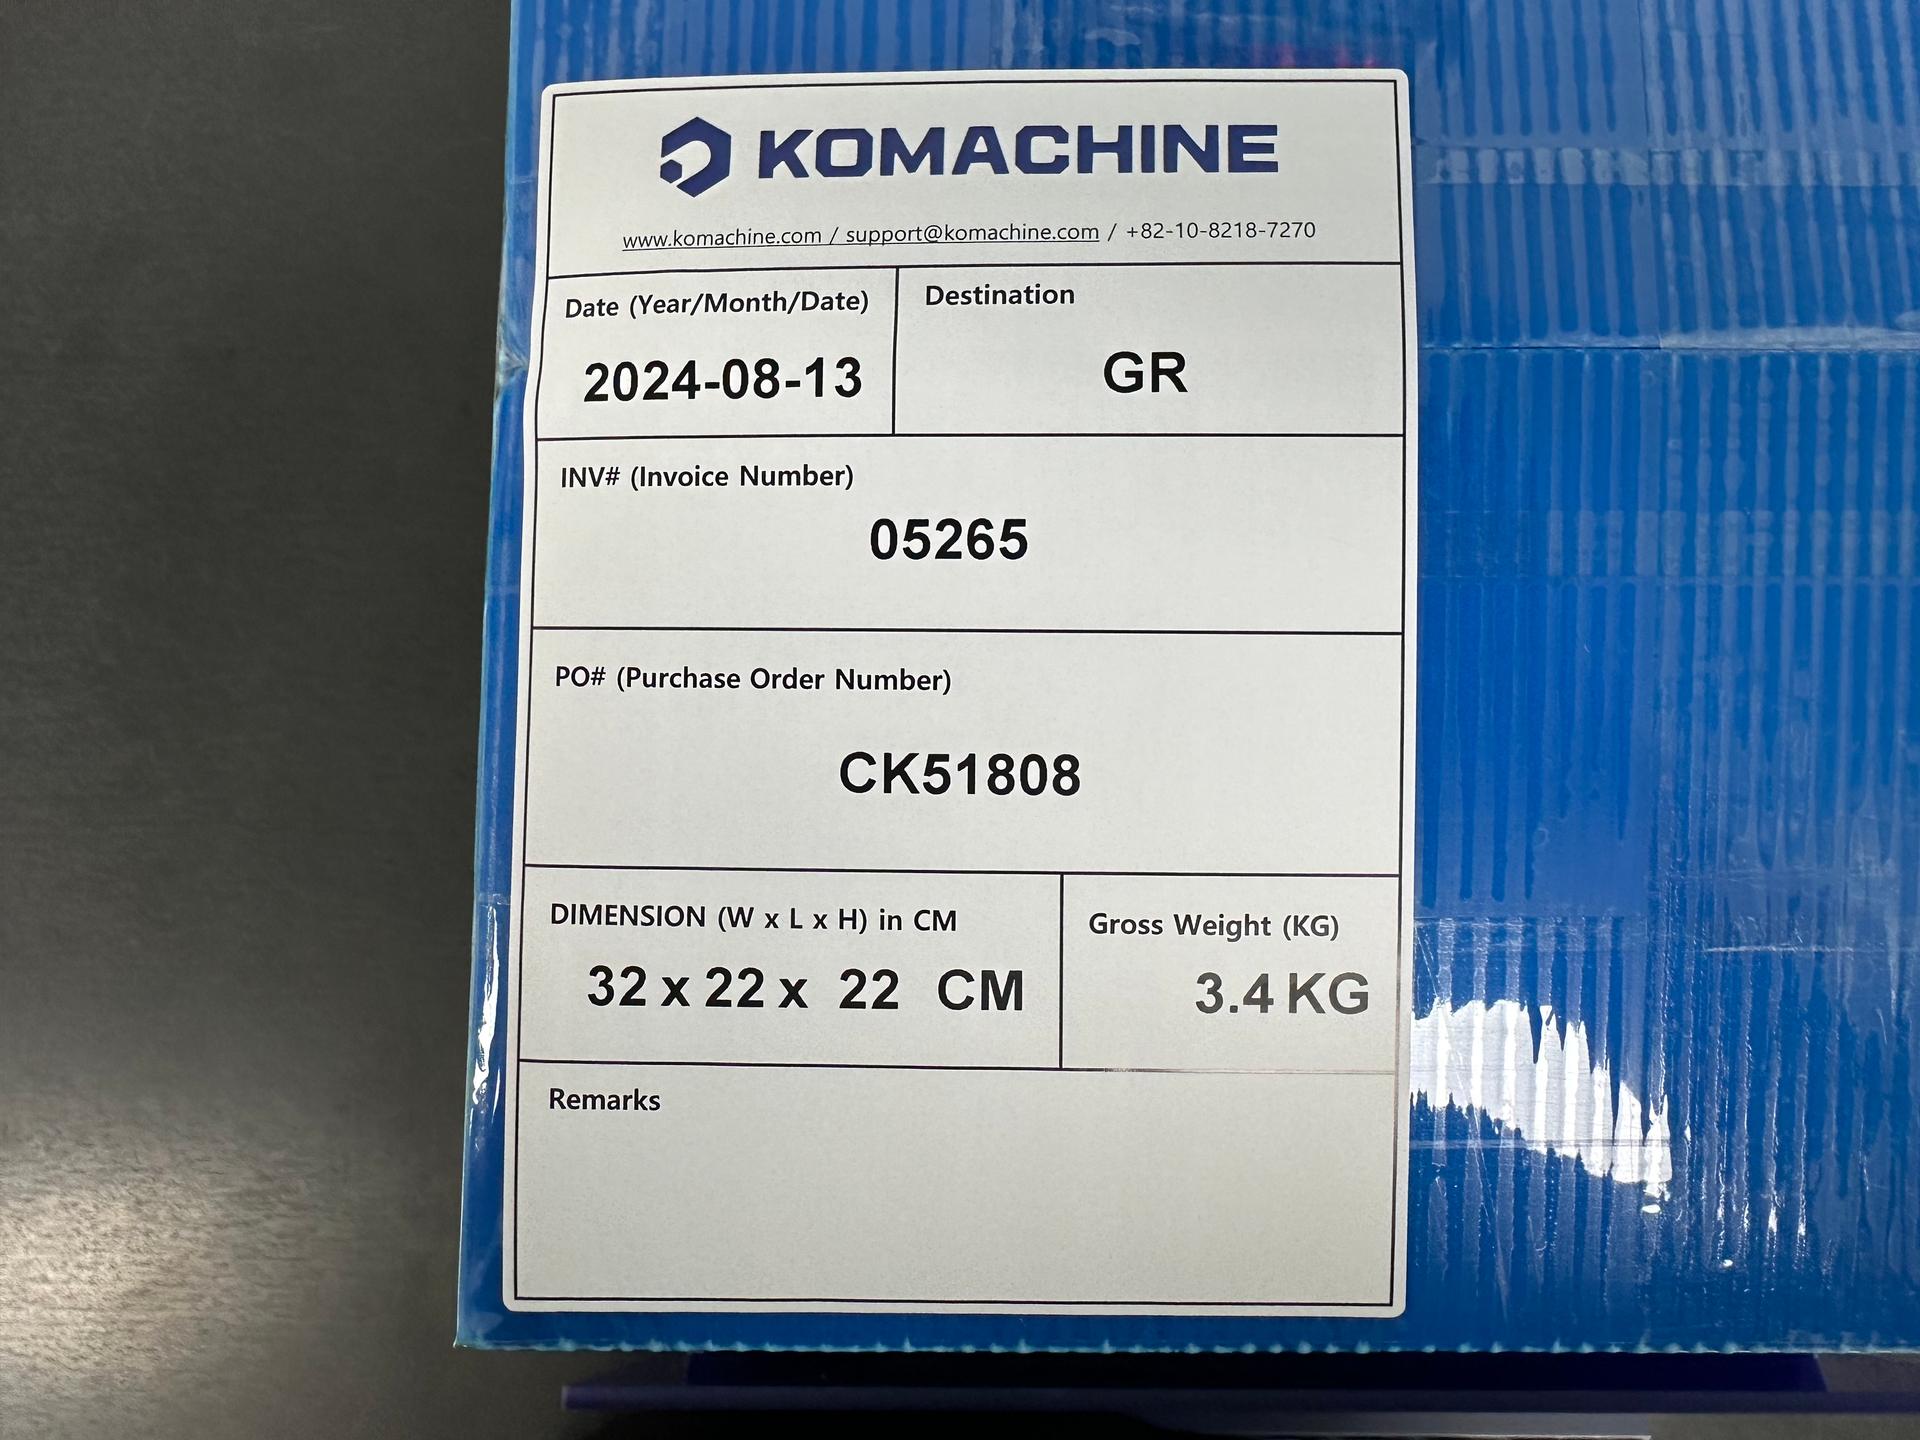 KOMACHINE
www.komachine.com / support@komachine.com / +82-10-8218-7270
Date (Year/Month/Date)
2024-08-13
Destination
GR
INV# (Invoice Number)
05265
PO# (Purchase Order Number)
CK51808
DIMENSION (W x L x H) in CM
32 x 22 x 22 CM
Gross Weight (KG)
3.4 KG
Remarks